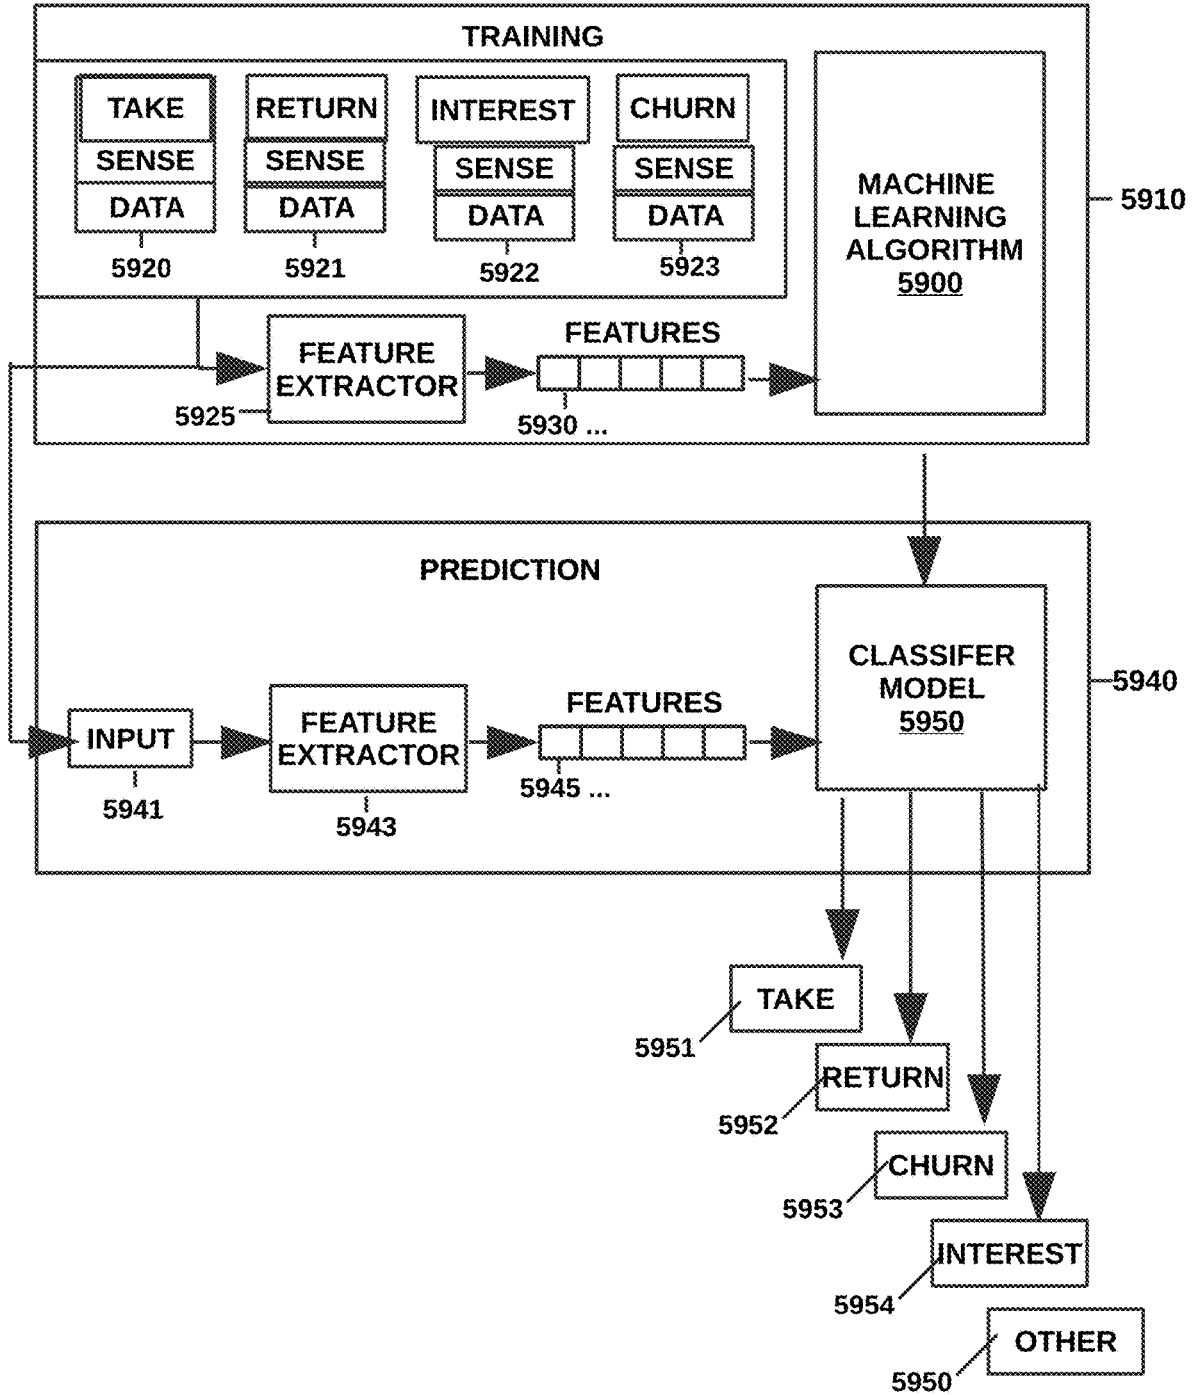 TRAINING
TAKE
SENSE
DATA
5920
RETURN
SENSE
DATA
5921
INTEREST
SENSE
DATA
5922
CHURN
SENSE
DATA
5923
MACHINE
LEARNING
ALGORITHM
5900
5910
FEATURE
EXTRACTOR
5925
FEATURES
5930 ...
PREDICTION
INPUT
5941
FEATURE
EXTRACTOR
5943
FEATURES
5945 ...
CLASSIFER
MODEL
5950
5940
TAKE
5951
RETURN
5952
CHURN
5953
INTEREST
5954
OTHER
5950